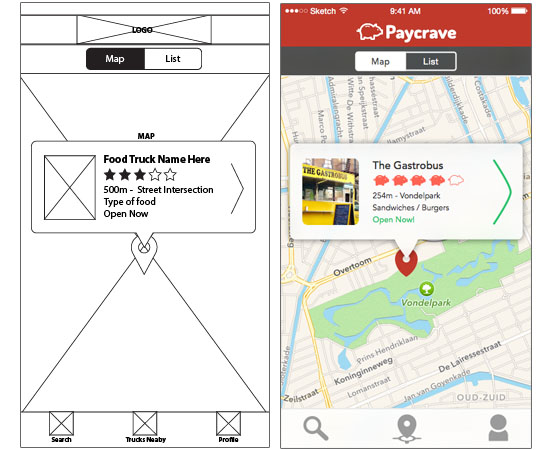 LOGO
Map List
MAP
Food Truck Name Here
500m - Street Intersection
Type of food
Open Now
Search
Trucks Neaby
Profile
Sketch
9:41 AM
100%
Paycrave
Map List
The Gastrobus
THE GASTROBUS
254m - Vondelpark
Sandwiches / Burgers
Open Now!
Overtoom
Vondelpark
Prins Hendriklaan
Koninginneweg
Lomanstraat
Zeilstraat
De Lairessestraat
Jan van Goyenkade
OUD-ZUID